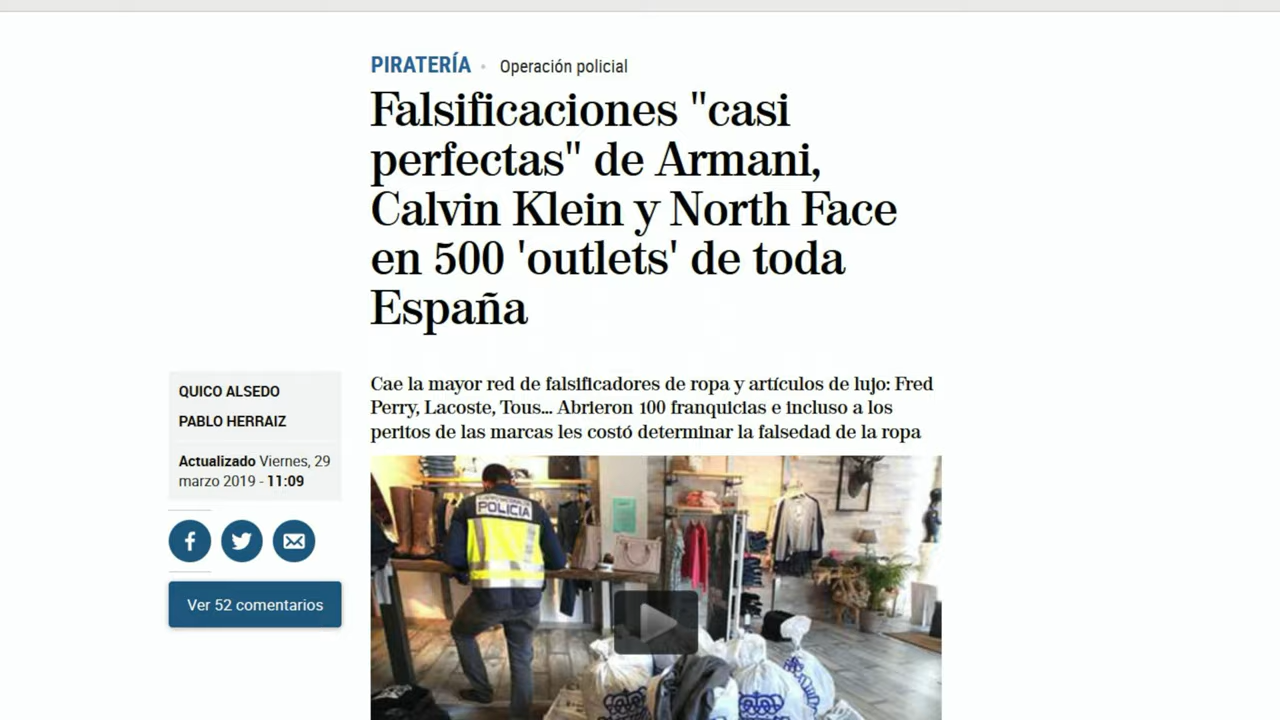 PIRATERÍA
Operación policial
Falsificaciones "casi
perfectas" de Armani,
Calvin Klein y North Face
en 500 'outlets' de toda
España
QUICO ALSEDO
PABLO HERRAIZ
Actualizado Viernes, 29
marzo 2019 - 11:09
Ver 52 comentarios
Cae la mayor red de falsificadores de ropa y artículos de lujo: Fred
Perry, Lacoste, Tous... Abrieron 100 franquicias e incluso a los
peritos de las marcas les costó determinar la falsedad de la ropa
POLICIA